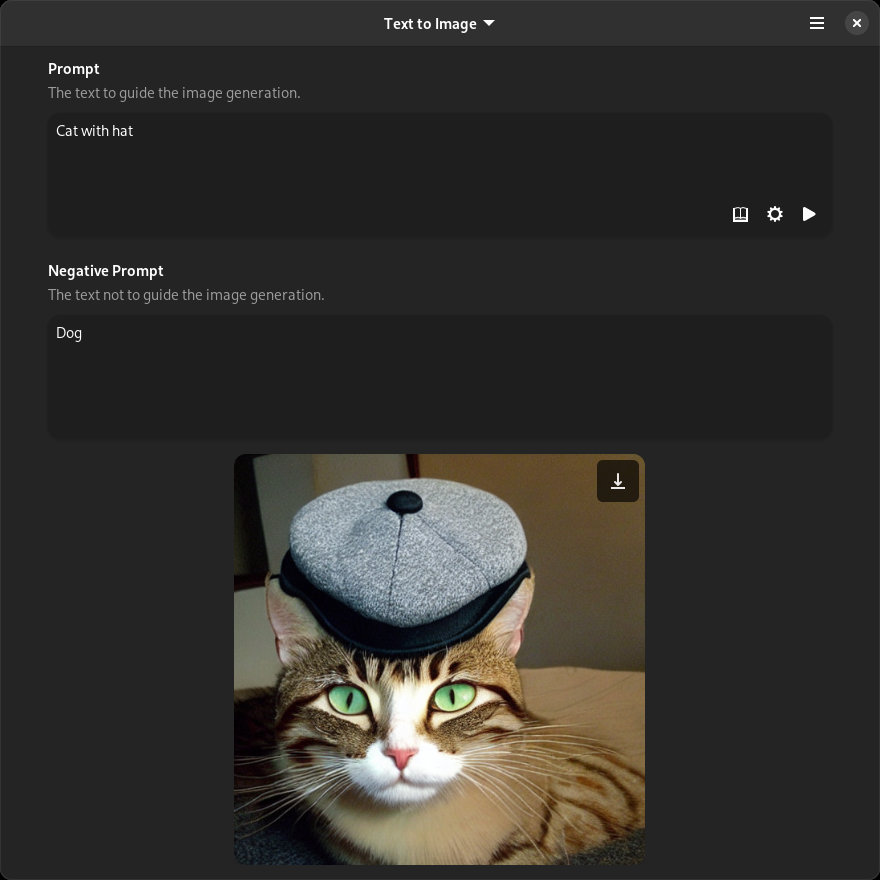 Text to Image
Prompt
The text to guide the image generation.
Cat with hat
Negative Prompt
The text not to guide the image generation.
Dog